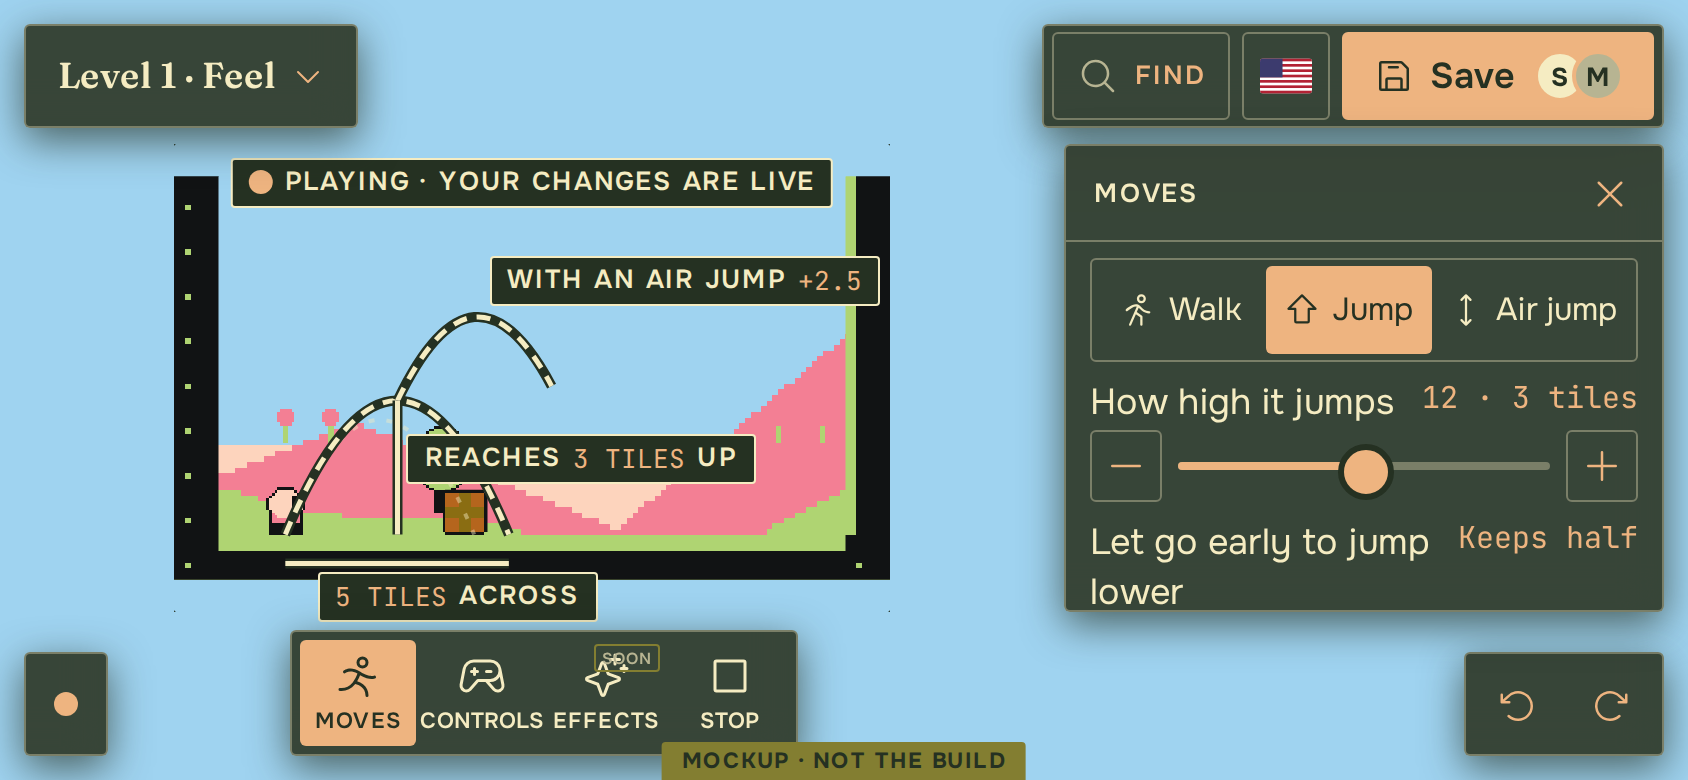 Level 1 · Feel
FIND
Save
S
M
PLAYING · YOUR CHANGES ARE LIVE
MOVES
WITH AN AIR JUMP +2.5
Walk
Jump
Air jump
How high it jumps
12 · 3 tiles
REACHES 3 TILES UP
Let go early to jump
lower
Keeps half
5 TILES ACROSS
SOON
MOVES
CONTROLS
EFFECTS
STOP
MOCKUP · NOT THE BUILD